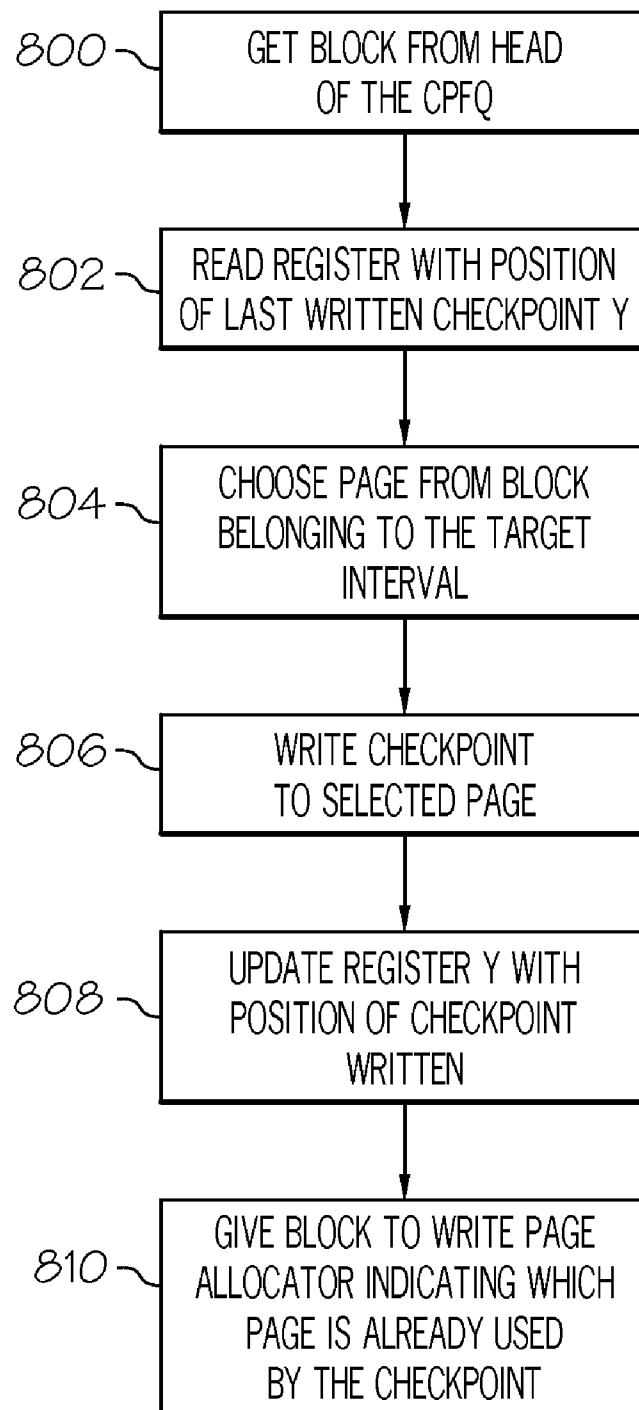 800
GET BLOCK FROM HEAD
OF THE CPFQ
802
READ REGISTER WITH POSITION
OF LAST WRITTEN CHECKPOINT Y
804
CHOOSE PAGE FROM BLOCK
BELONGING TO THE TARGET
INTERVAL
806
WRITE CHECKPOINT
TO SELECTED PAGE
808
UPDATE REGISTER Y WITH
POSITION OF CHECKPOINT
WRITTEN
810
GIVE BLOCK TO WRITE PAGE
ALLOCATOR INDICATING WHICH
PAGE IS ALREADY USED
BY THE CHECKPOINT